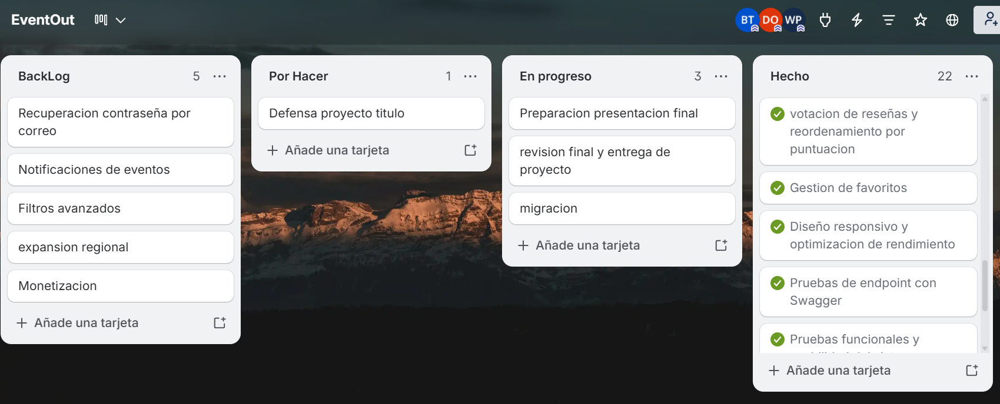 EventOut
BT DO WP
BackLog 5
Recuperacion contraseña por
correo
Notificaciones de eventos
Filtros avanzados
expansion regional
Monetizacion
Añade una tarjeta
Por Hacer 1
Defensa proyecto titulo
Añade una tarjeta
En progreso 3
Preparacion presentacion final
revision final y entrega de
proyecto
migracion
Añade una tarjeta
Hecho 22
votacion de reseñas y
reordenamiento por
puntuacion
Gestion de favoritos
Diseño responsivo y
optimizacion de rendimiento
Pruebas de endpoint con
Swagger
Pruebas funcionales y
Añade una tarjeta